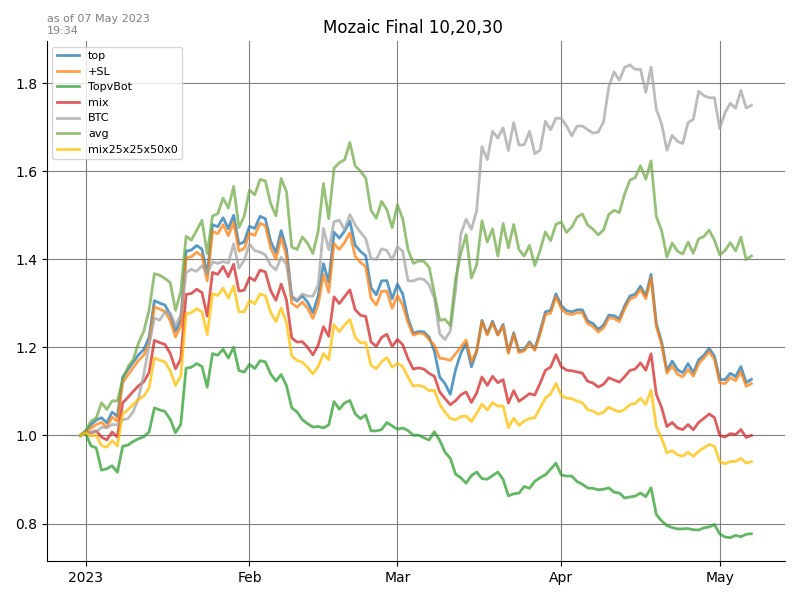 as of 07 May 2023
19:34
Mozaic Final 10,20,30
top
+SL
TopvBot
mix
BTC
avg
mix25x25x50x0
1.8
1.6
1.4
1.2
1.0
0.8
2023 Feb Mar Apr May